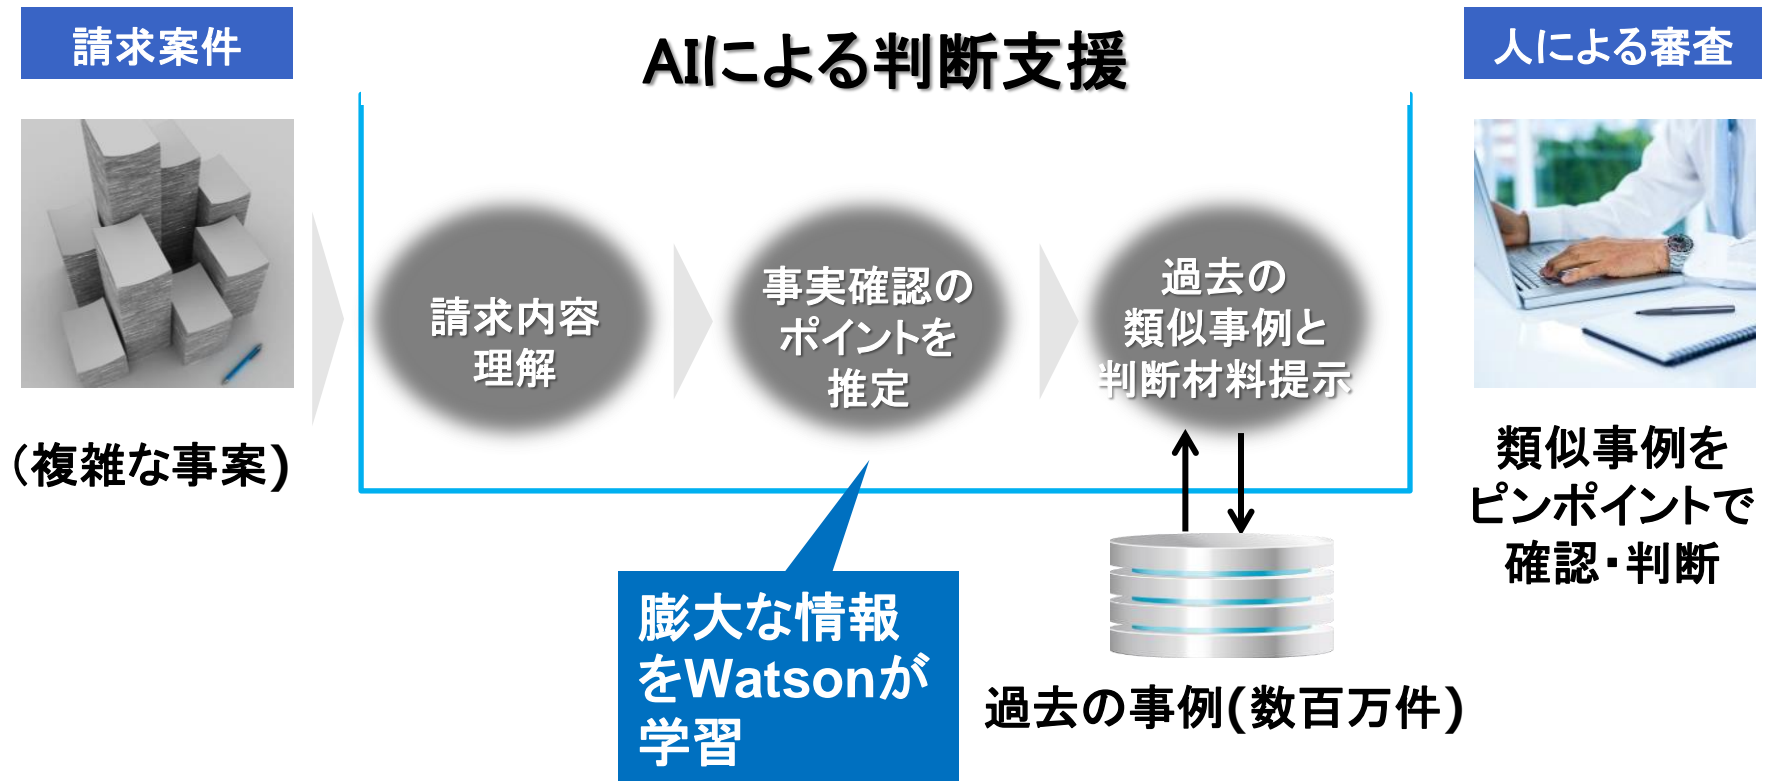 請求案件
AIによる判断支援
人による審査
請求内容
理解
事実確認の
ポイントを
推定
過去の
類似事例と
判断材料提示
(複雑な事案)
類似事例を
ピンポイントで
確認・判断
膨大な情報
をWatsonが
学習
過去の事例(数百万件)